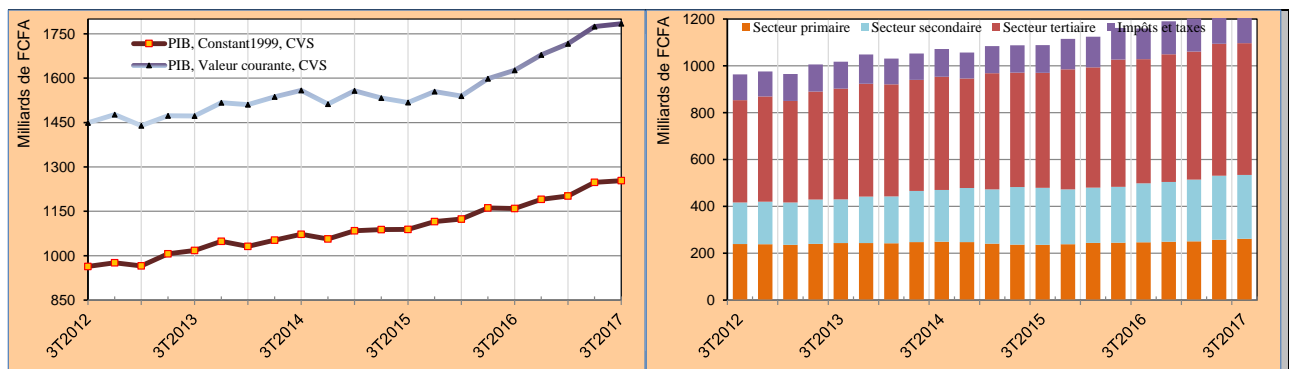 Milliards de FCFA
1750
1600
1450
1300
1150
1000
850
PIB, Constant1999, CVS
PIB, Valeur courante, CVS
3T2012
3T2013
3T2014
3T2015
3T2016
3T2017
Milliards de FCFA
1200
1000
800
600
400
200
0
Secteur primaire Secteur secondaire Secteur tertiaire Impôts et taxes
3T2012
3T2013
3T2014
3T2015
3T2016
3T2017